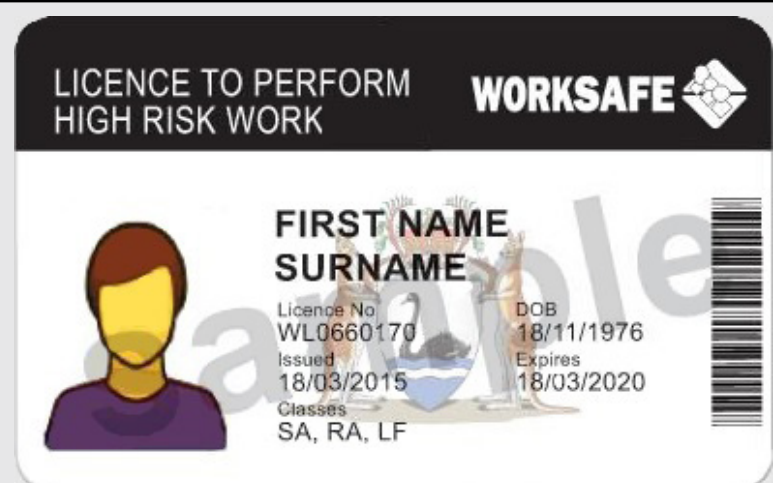 LICENCE TO PERFORM
HIGH RISK WORK
WORKSAFE
FIRST NAME
SURNAME
Sample
Licence No
WL0660170
DOB
18/11/1976
Issued
18/03/2015
Expires
18/03/2020
Classes
SA, RA, LF